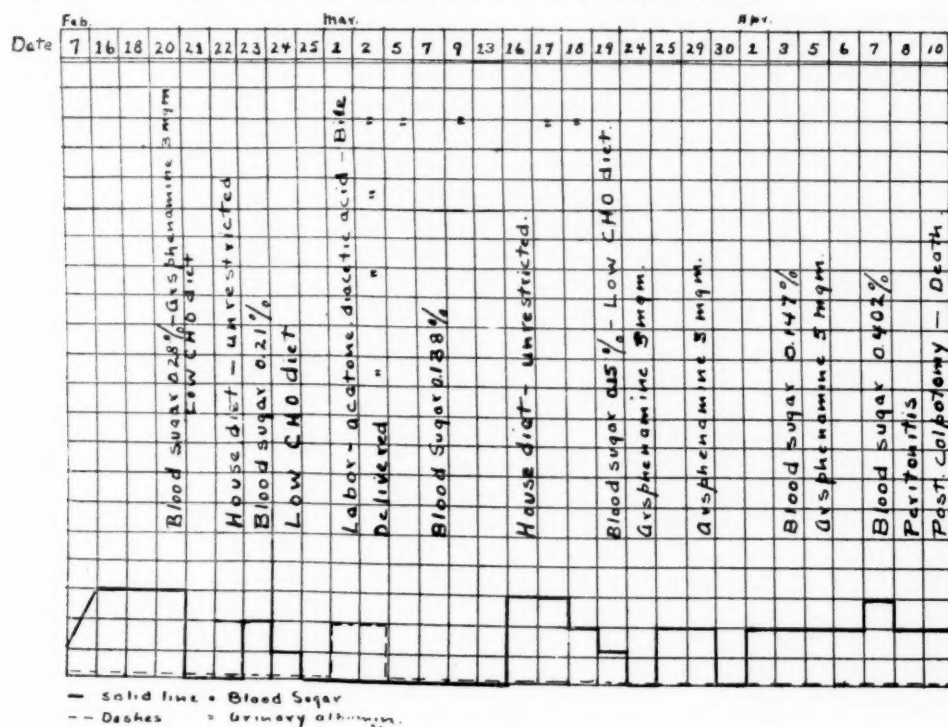 Feb. Mar. Apr.
Date 7 16 18 20 21 22 23 24 25 1 2 5 7 9 13 16 17 18 19 24 25 29 30 1 3 5 6 7 8 10
Blood sugar 0.28%-Arsphenamine 3 mgm
Low CHO diet
House diet - unrestricted
Blood sugar 0.21%
Low CHO diet
Labor - acatone diacetic acid - Bile
Delivered " " " "
Blood Sugar 0.138%
"
"
House diet - unrestricted.
"
"
Blood sugar 0.15% - Low CHO diet.
Arsphenamine 3 mgm.
Arsphenamine 3 mgm.
Blood sugar 0.147%
Arsphenamine 5 mgm.
Blood sugar 0.402%
Peritonitis
Post. colpotomy - Death.
— solid line = Blood Sugar
-- Dashes = Urinary albumin.